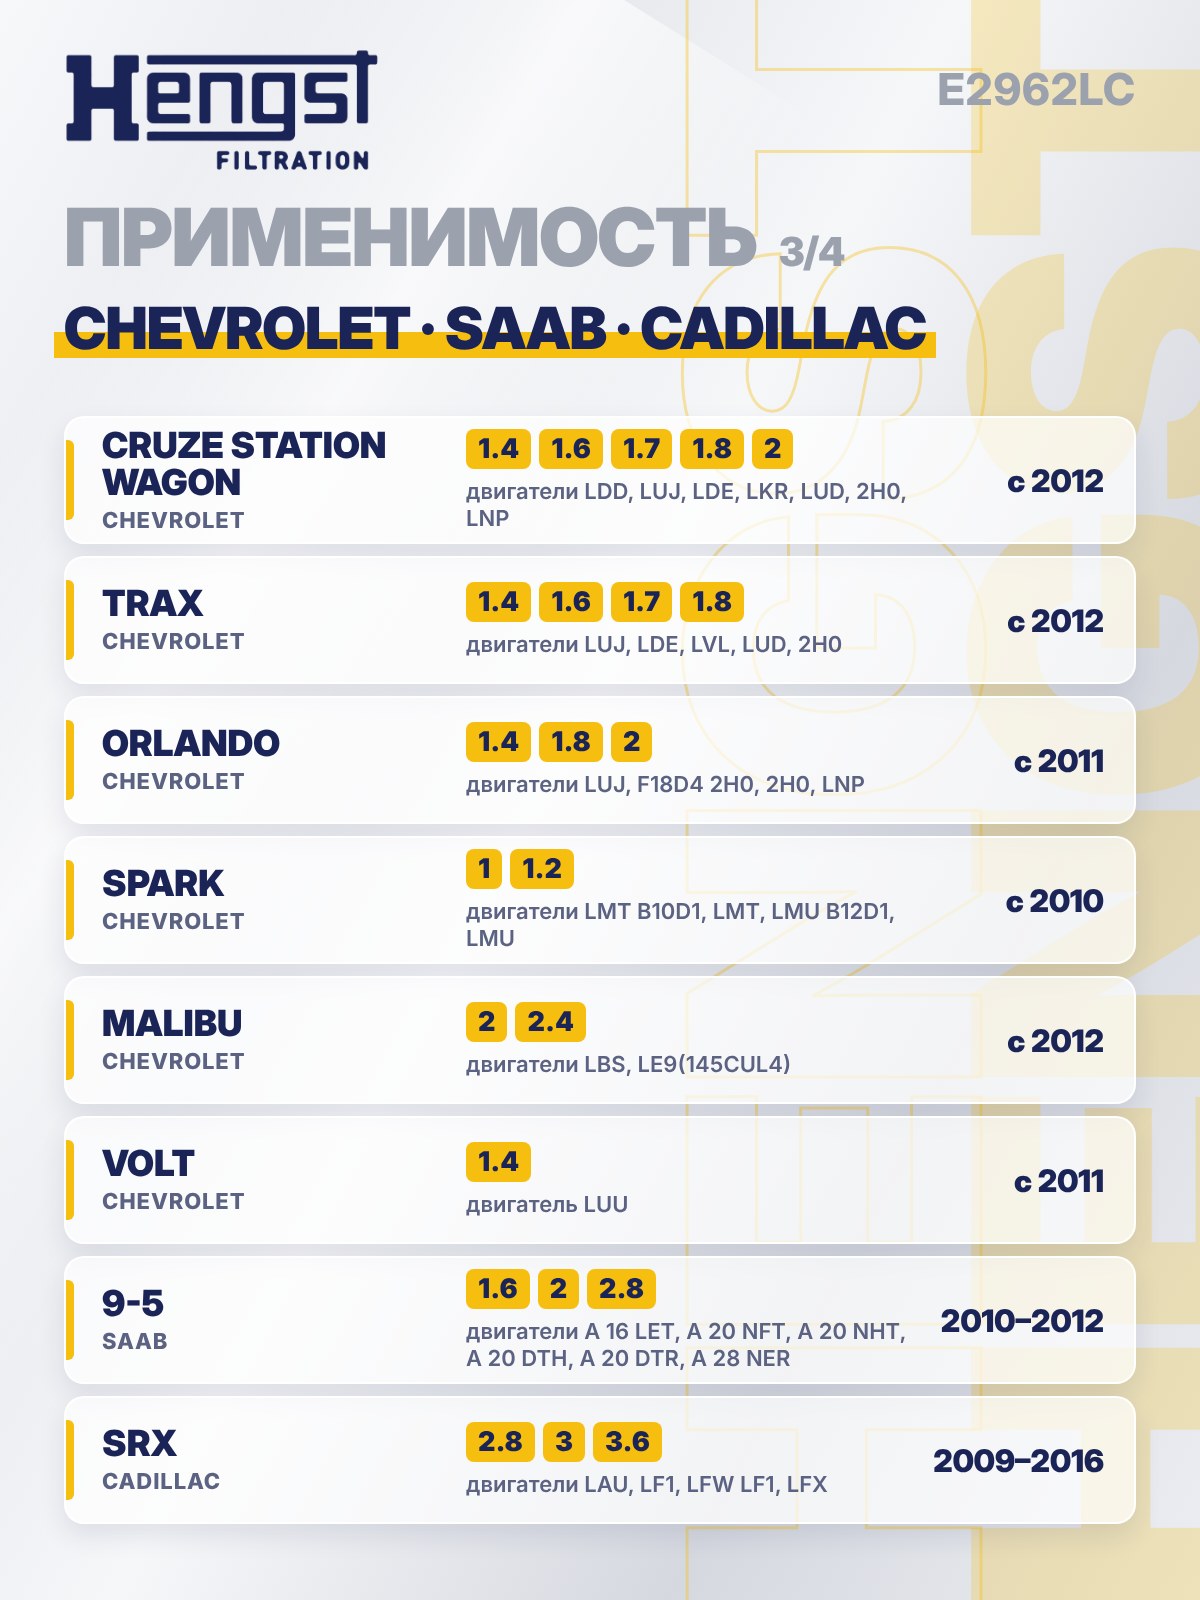 Hengst
FILTRATION
E2962LC
ПРИМЕНИМОСТЬ 3/4
CHEVROLET · SAAB · CADILLAC
CRUZE STATION
WAGON
CHEVROLET
1.4 1.6 1.7 1.8 2
двигатели LDD, LUJ, LDE, LKR, LUD, 2H0,
LNP
с 2012
TRAX
CHEVROLET
1.4 1.6 1.7 1.8
двигатели LUJ, LDE, LVL, LUD, 2H0
с 2012
ORLANDO
CHEVROLET
1.4 1.8 2
двигатели LUJ, F18D4 2H0, 2H0, LNP
с 2011
SPARK
CHEVROLET
1 1.2
двигатели LMT B10D1, LMT, LMU B12D1,
LMU
с 2010
MALIBU
CHEVROLET
2 2.4
двигатели LBS, LE9(145CUL4)
с 2012
VOLT
CHEVROLET
1.4
двигатель LUU
с 2011
9-5
SAAB
1.6 2 2.8
двигатели A 16 LET, A 20 NFT, A 20 NHT,
A 20 DTH, A 20 DTR, A 28 NER
2010–2012
SRX
CADILLAC
2.8 3 3.6
двигатели LAU, LF1, LFW LF1, LFX
2009–2016
HENGST
HENGST